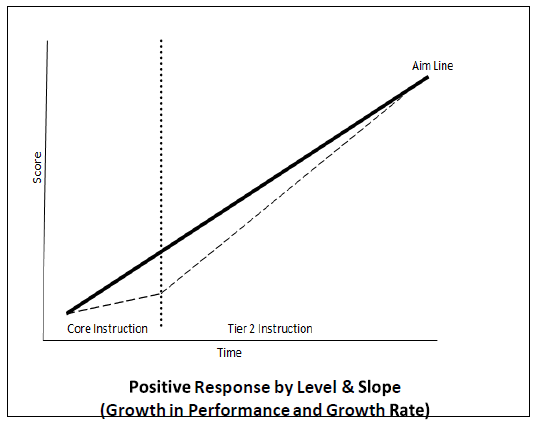 Aim Line
Score
Core Instruction
Tier 2 Instruction
Time
Positive Response by Level & Slope
(Growth in Performance and Growth Rate)